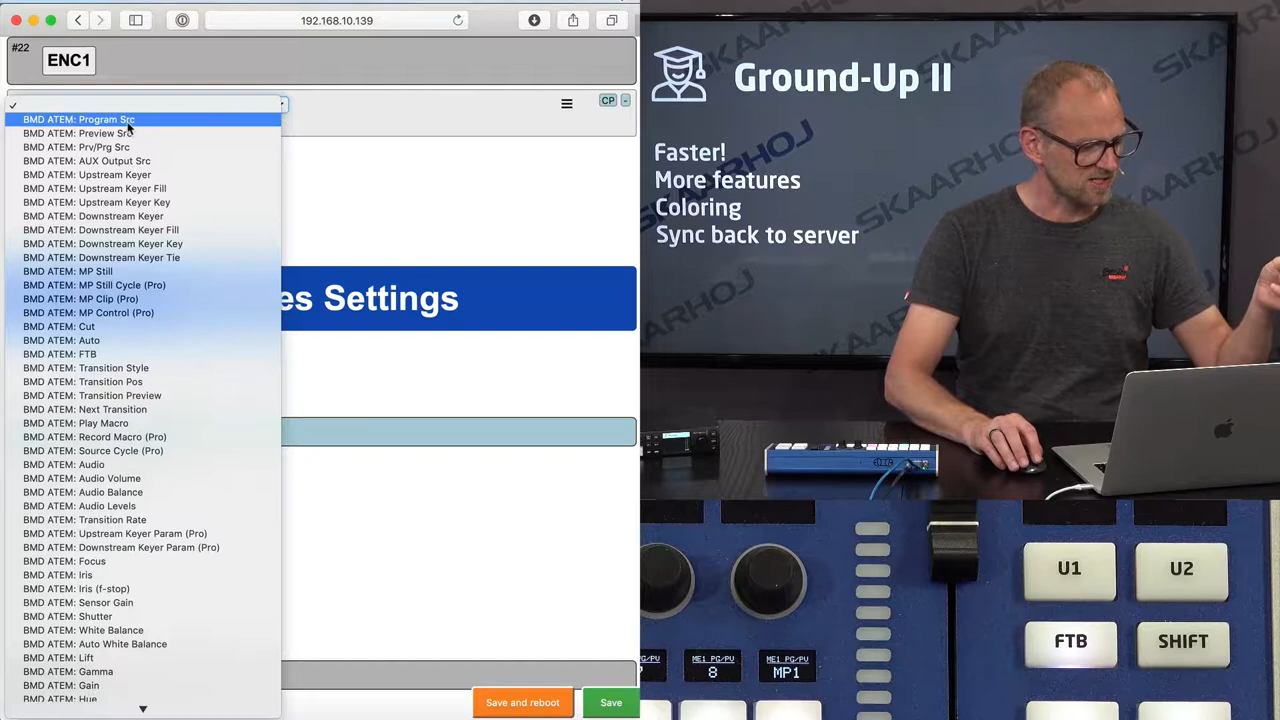 192.168.10.139
#22
ENC1
CP
-
BMD ATEM: Program Src
BMD ATEM: Preview Src
BMD ATEM: Prv/Prg Src
BMD ATEM: AUX Output Src
BMD ATEM: Upstream Keyer
BMD ATEM: Upstream Keyer Fill
BMD ATEM: Upstream Keyer Key
BMD ATEM: Downstream Keyer
BMD ATEM: Downstream Keyer Fill
BMD ATEM: Downstream Keyer Key
BMD ATEM: Downstream Keyer Tie
BMD ATEM: MP Still
BMD ATEM: MP Still Cycle (Pro)
BMD ATEM: MP Clip (Pro)
BMD ATEM: MP Control (Pro)
BMD ATEM: Cut
BMD ATEM: Auto
BMD ATEM: FTB
BMD ATEM: Transition Style
BMD ATEM: Transition Pos
BMD ATEM: Transition Preview
BMD ATEM: Next Transition
BMD ATEM: Play Macro
BMD ATEM: Record Macro (Pro)
BMD ATEM: Source Cycle (Pro)
BMD ATEM: Audio
BMD ATEM: Audio Volume
BMD ATEM: Audio Balance
BMD ATEM: Audio Levels
BMD ATEM: Transition Rate
BMD ATEM: Upstream Keyer Param (Pro)
BMD ATEM: Downstream Keyer Param (Pro)
BMD ATEM: Focus
BMD ATEM: Iris
BMD ATEM: Iris (f-stop)
BMD ATEM: Sensor Gain
BMD ATEM: Shutter
BMD ATEM: White Balance
BMD ATEM: Auto White Balance
BMD ATEM: Lift
BMD ATEM: Gamma
BMD ATEM: Gain
BMD ATEM: Hue
es Settings
Save and reboot
Save
Ground-Up II
Faster!
More features
Coloring
Sync back to server
SKAARHOJ
SKAARHOJ
SKAARHOJ
SKAARHOJ
U1
U2
FTB
SHIFT
ME1 PG/PV
8
ME1 PG/PV
MP1